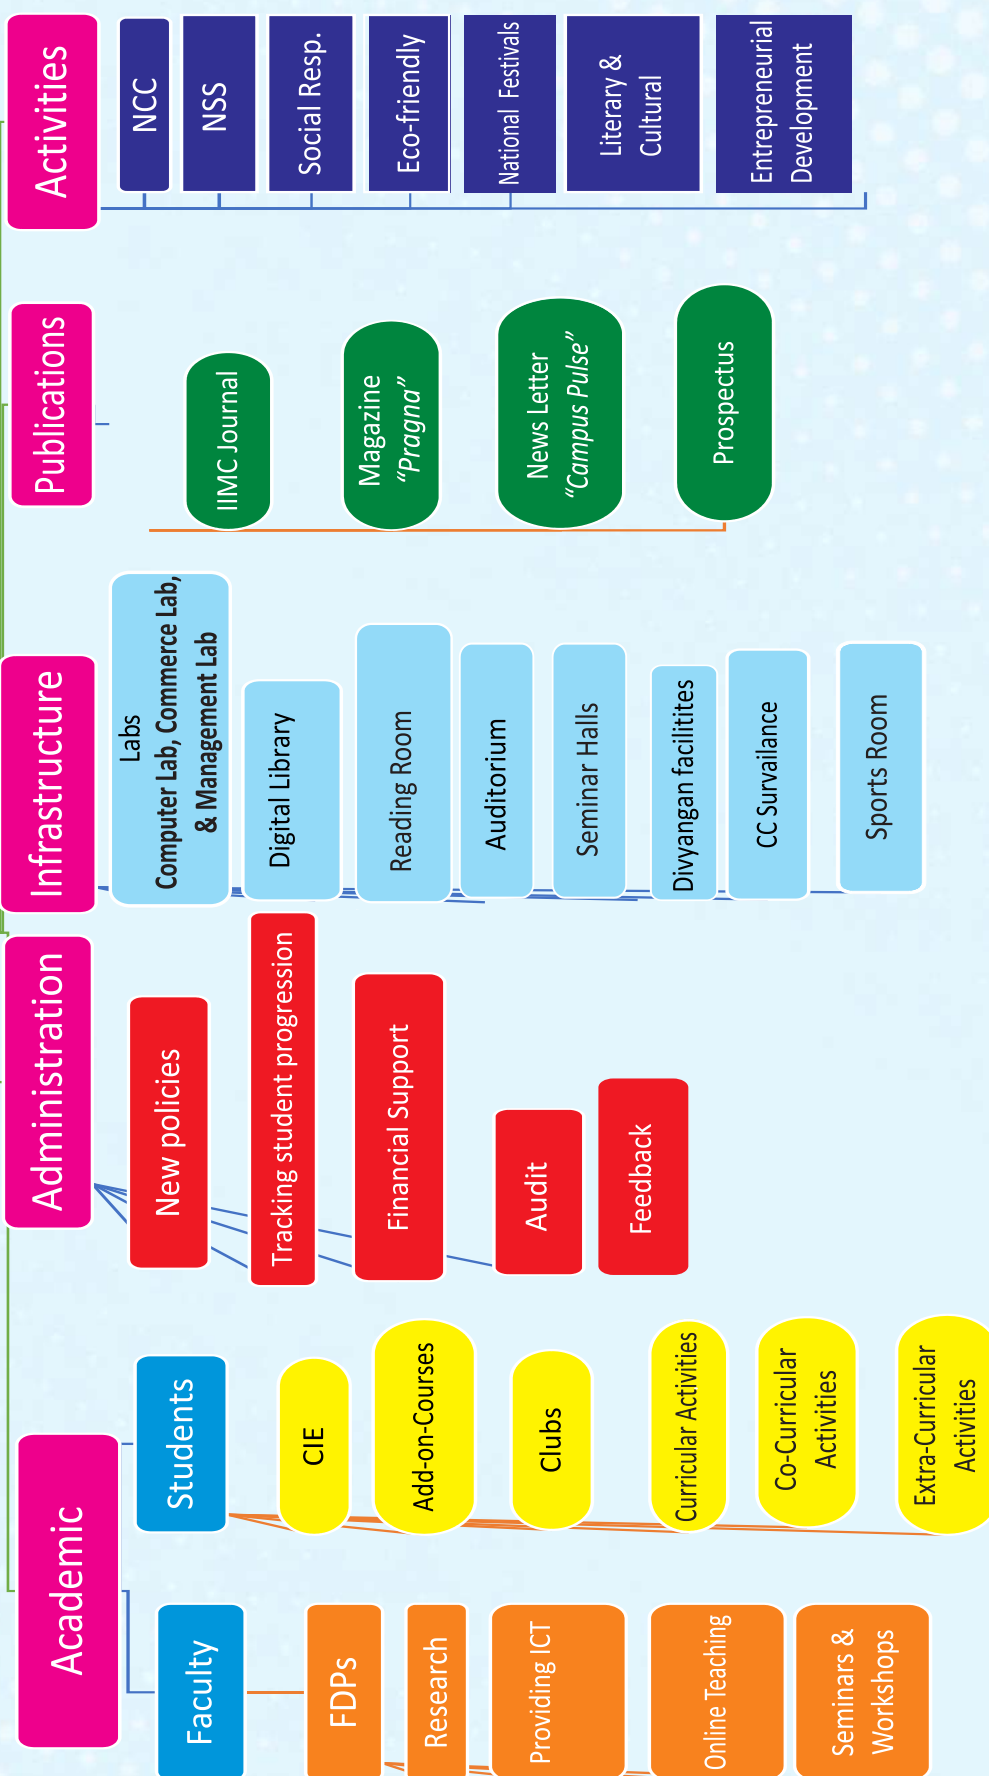 Academic
Faculty
FDPs
Research
Providing ICT
Online Teaching
Seminars &
Workshops
Students
CIE
Add-on-Courses
Clubs
Curricular Activities
Co-Curricular
Activities
Extra-Curricular
Activities
Administration
New policies
Tracking student progression
Financial Support
Audit
Feedback
Infrastructure
Labs
Computer Lab, Commerce Lab,
& Management Lab
Digital Library
Reading Room
Auditorium
Seminar Halls
Divyangan facilitites
CC Survailance
Sports Room
Publications
IIMC Journal
Magazine
“Pragna”
News Letter
“Campus Pulse”
Prospectus
Activities
NCC
NSS
Social Resp.
Eco-friendly
National Festivals
Literary &
Cultural
Entrepreneurial
Development